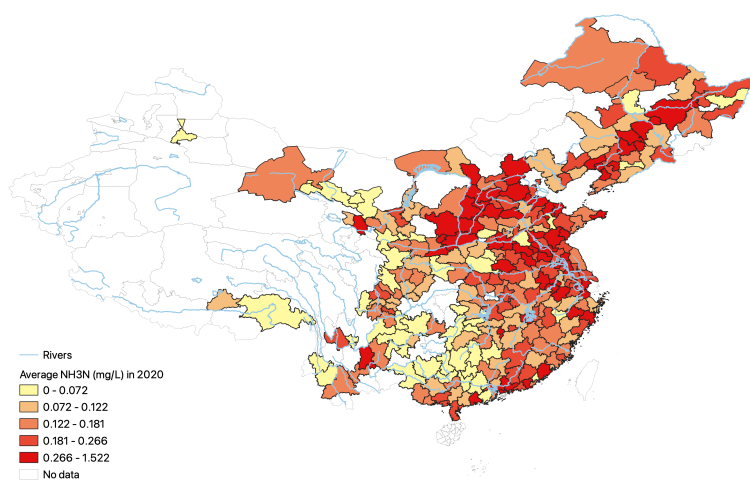 Rivers
Average NH3N (mg/L) in 2020
0 - 0.072
0.072 - 0.122
0.122 - 0.181
0.181 - 0.266
0.266 - 1.522
No data